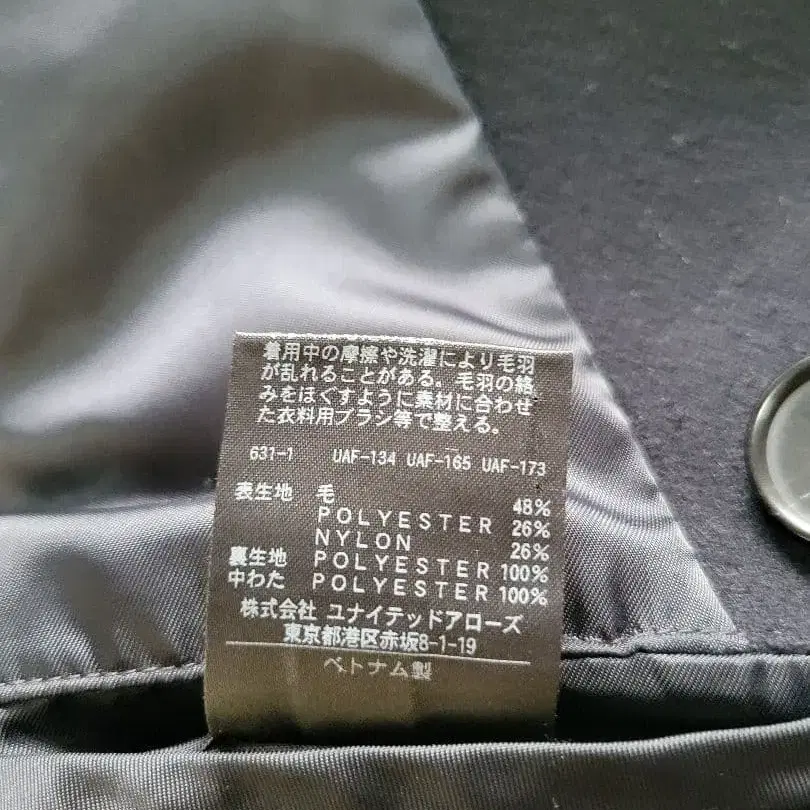 着用中の摩擦や洗濯により毛羽
が乱れることがある。毛羽の絡
みをほぐすように素材に合わせ
た衣料用ブラシ等で整える。
631-1 UAF-134 UAF-165 UAF-173
表生地 毛 48%
POLYESTER 26%
NYLON 26%
裏生地 POLYESTER 100%
中わた POLYESTER 100%
株式会社 ユナイテッドアローズ
東京都港区赤坂8-1-19
ベトナム製